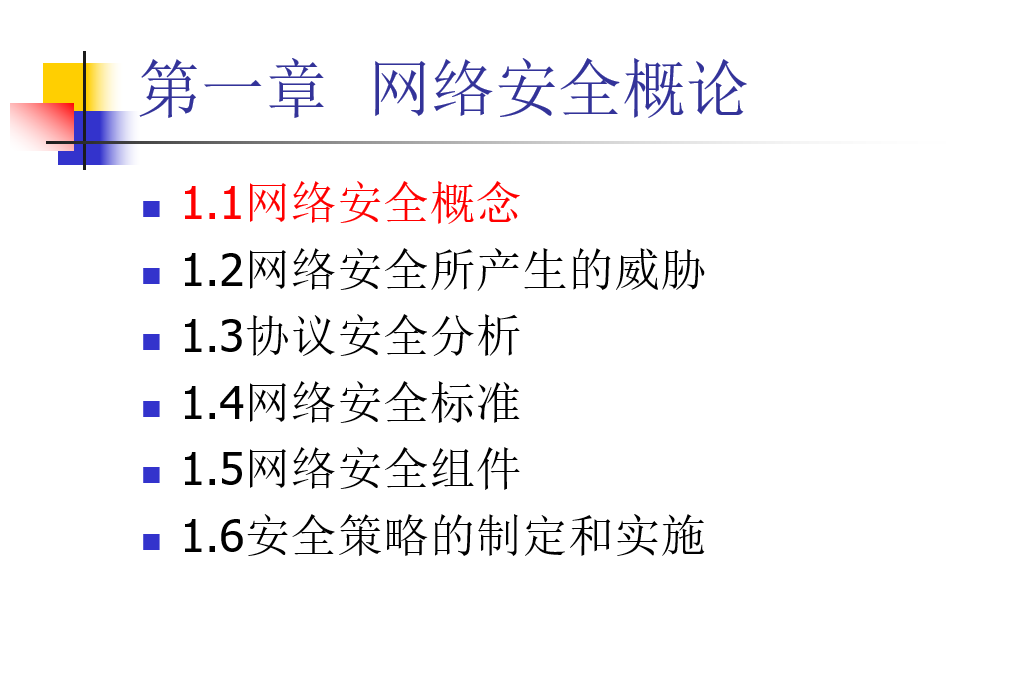 第一章  网络安全概论
1.1网络安全概念
1.2网络安全所产生的威胁
1.3协议安全分析
1.4网络安全标准
1.5网络安全组件
1.6安全策略的制定和实施